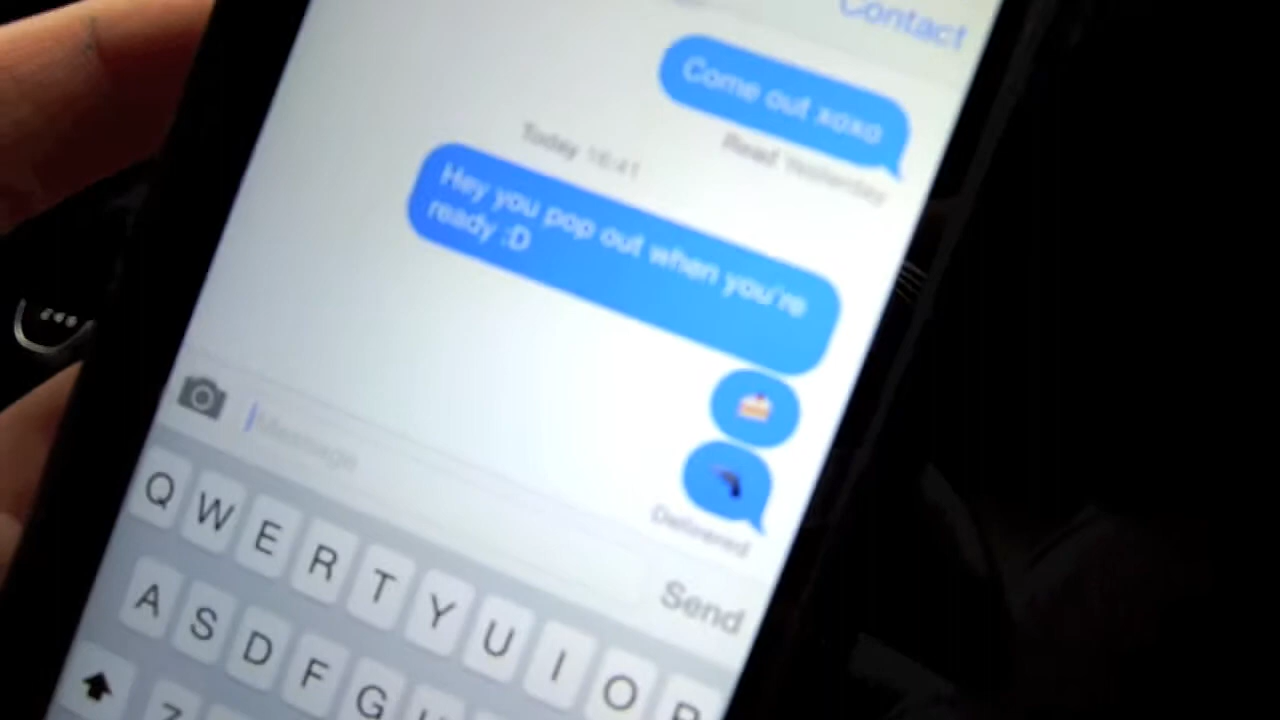 Contact
Come out xoxo
Read Yesterday
Today 16:41
Hey you pop out when you're
ready :D
Delivered
Message
Send
Q W E R T Y U I O P
A S D F G
Z